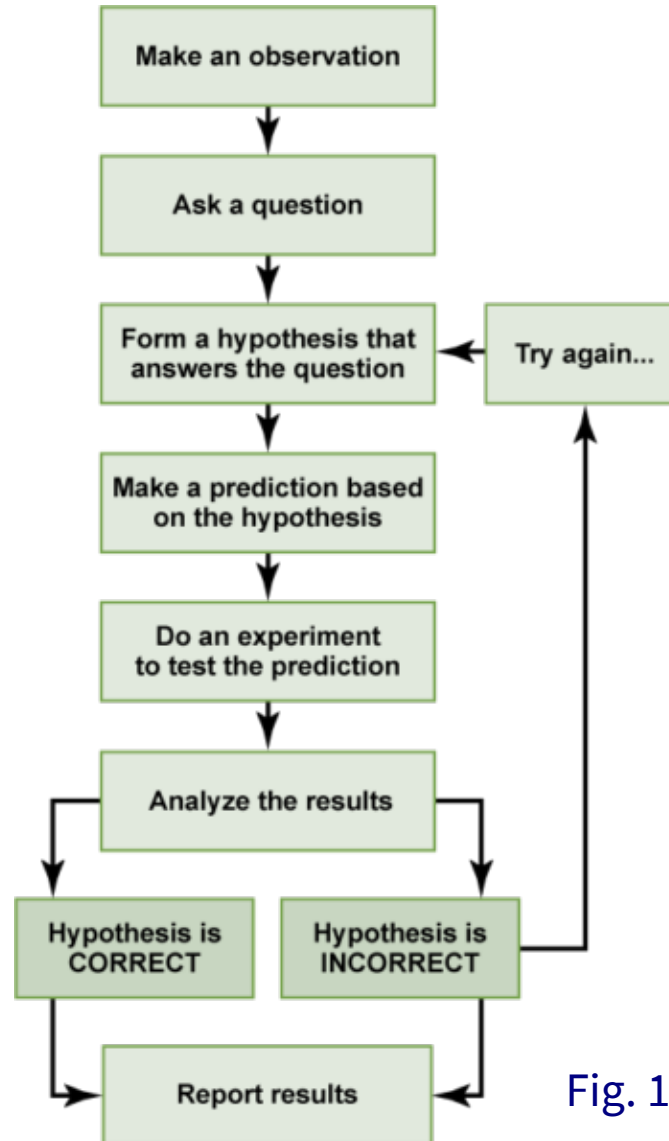 Make an observation
Ask a question
Form a hypothesis that
answers the question
Try again...
Make a prediction based
on the hypothesis
Do an experiment
to test the prediction
Analyze the results
Hypothesis is
CORRECT
Hypothesis is
INCORRECT
Report results
Fig. 1